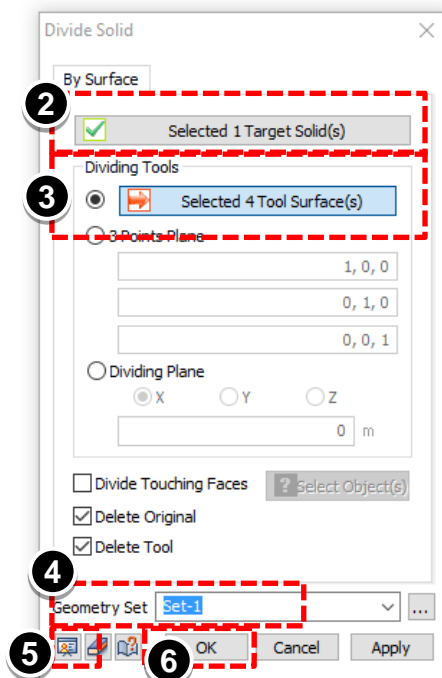 Divide Solid
By Surface
2
Selected 1 Target Solid(s)
Dividing Tools
3
Selected 4 Tool Surface(s)
3 Points Plane
1, 0, 0
0, 1, 0
0, 0, 1
Dividing Plane
X Y Z
0 m
Divide Touching Faces ? Select Object(s)
Delete Original
Delete Tool
4
Geometry Set Set-1 ...
5 6 OK Cancel Apply